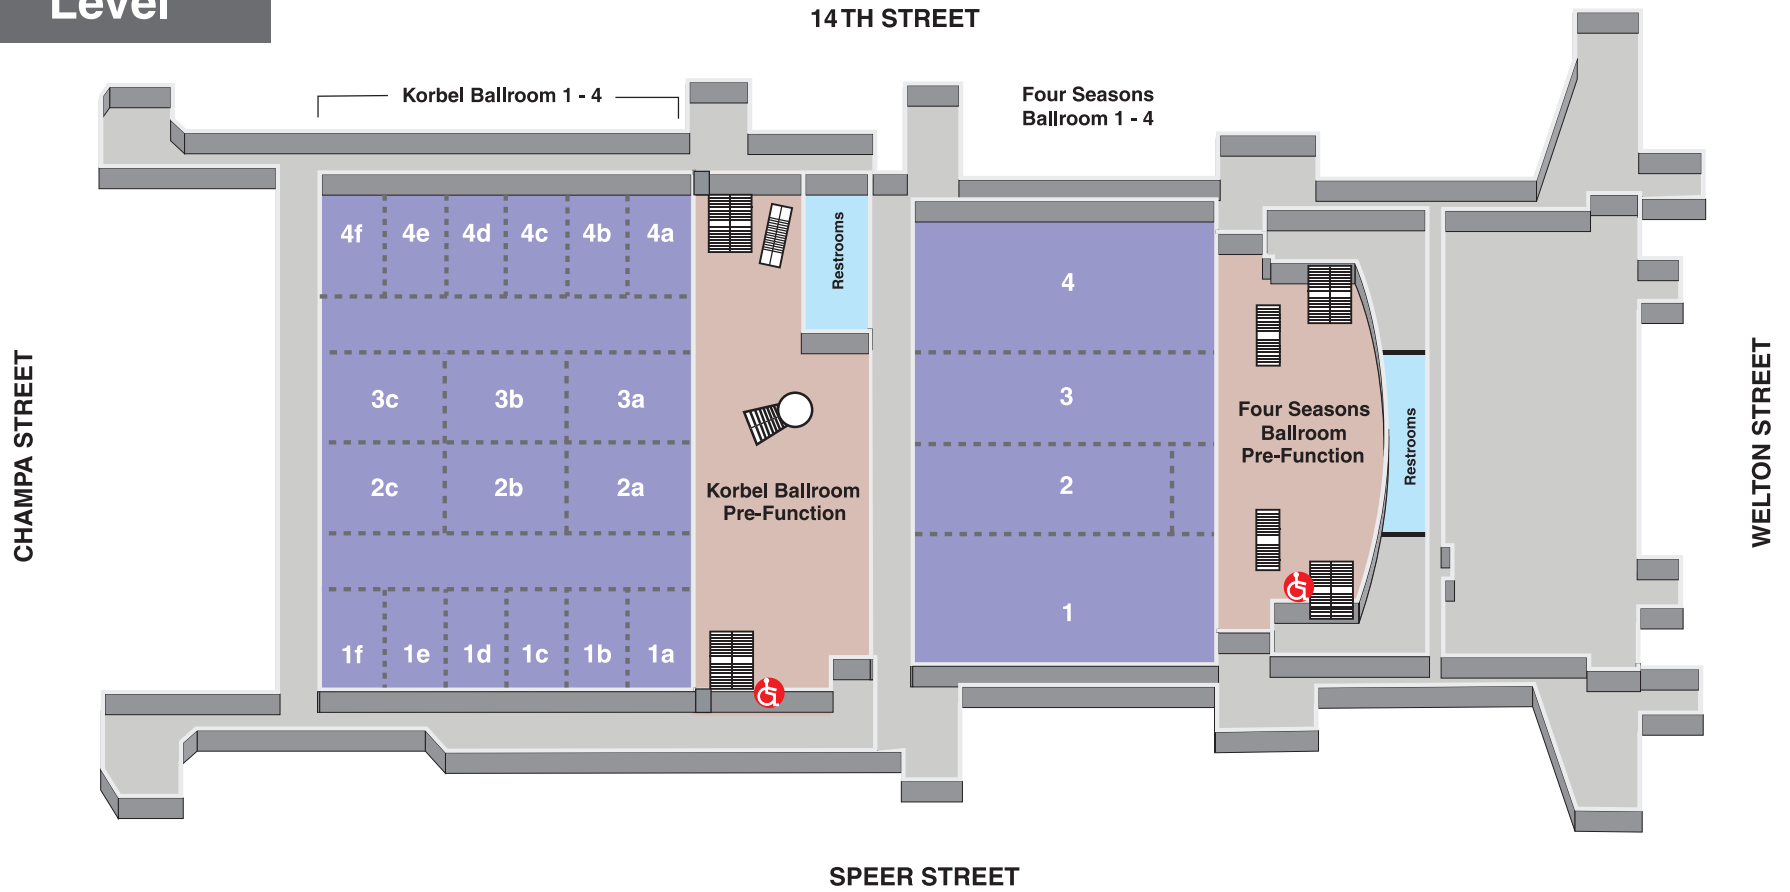 Level
14TH STREET
Korbel Ballroom 1 - 4
Four Seasons
Ballroom 1 - 4
4f 4e 4d 4c 4b 4a
Restrooms
4
3c 3b 3a
3
Four Seasons
Ballroom
Pre-Function
Restrooms
CHAMPA STREET
WELTON STREET
2c 2b 2a
2
Korbel Ballroom
Pre-Function
1
1f 1e 1d 1c 1b 1a
SPEER STREET